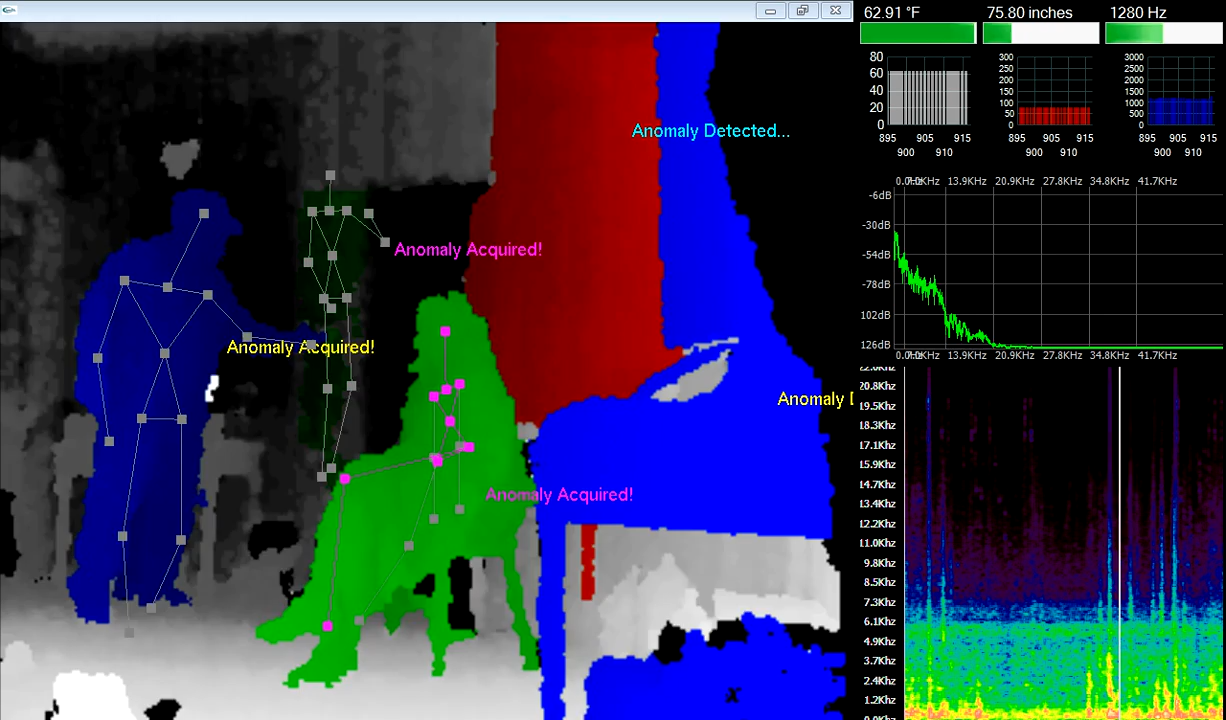 62.91 °F
75.80 inches
1280 Hz
80
60
40
20
0
895
905
915
900
910
300
250
200
150
100
50
0
895
905
915
900
910
3000
2500
2000
1500
1000
500
0
895
905
915
900
910
Anomaly Detected...
Anomaly Acquired!
Anomaly Acquired!
Anomaly
Anomaly Acquired!
13.9KHz
20.9KHz
27.8KHz
34.8KHz
41.7KHz
-6dB
-30dB
-54dB
-78dB
102dB
126dB
13.9KHz
20.9KHz
27.8KHz
34.8KHz
41.7KHz
20.8Khz
19.5Khz
18.3Khz
17.1Khz
15.9Khz
14.7Khz
13.4Khz
12.2Khz
11.0Khz
9.8Khz
8.5Khz
7.3Khz
6.1Khz
4.9Khz
3.7Khz
2.4Khz
1.2Khz